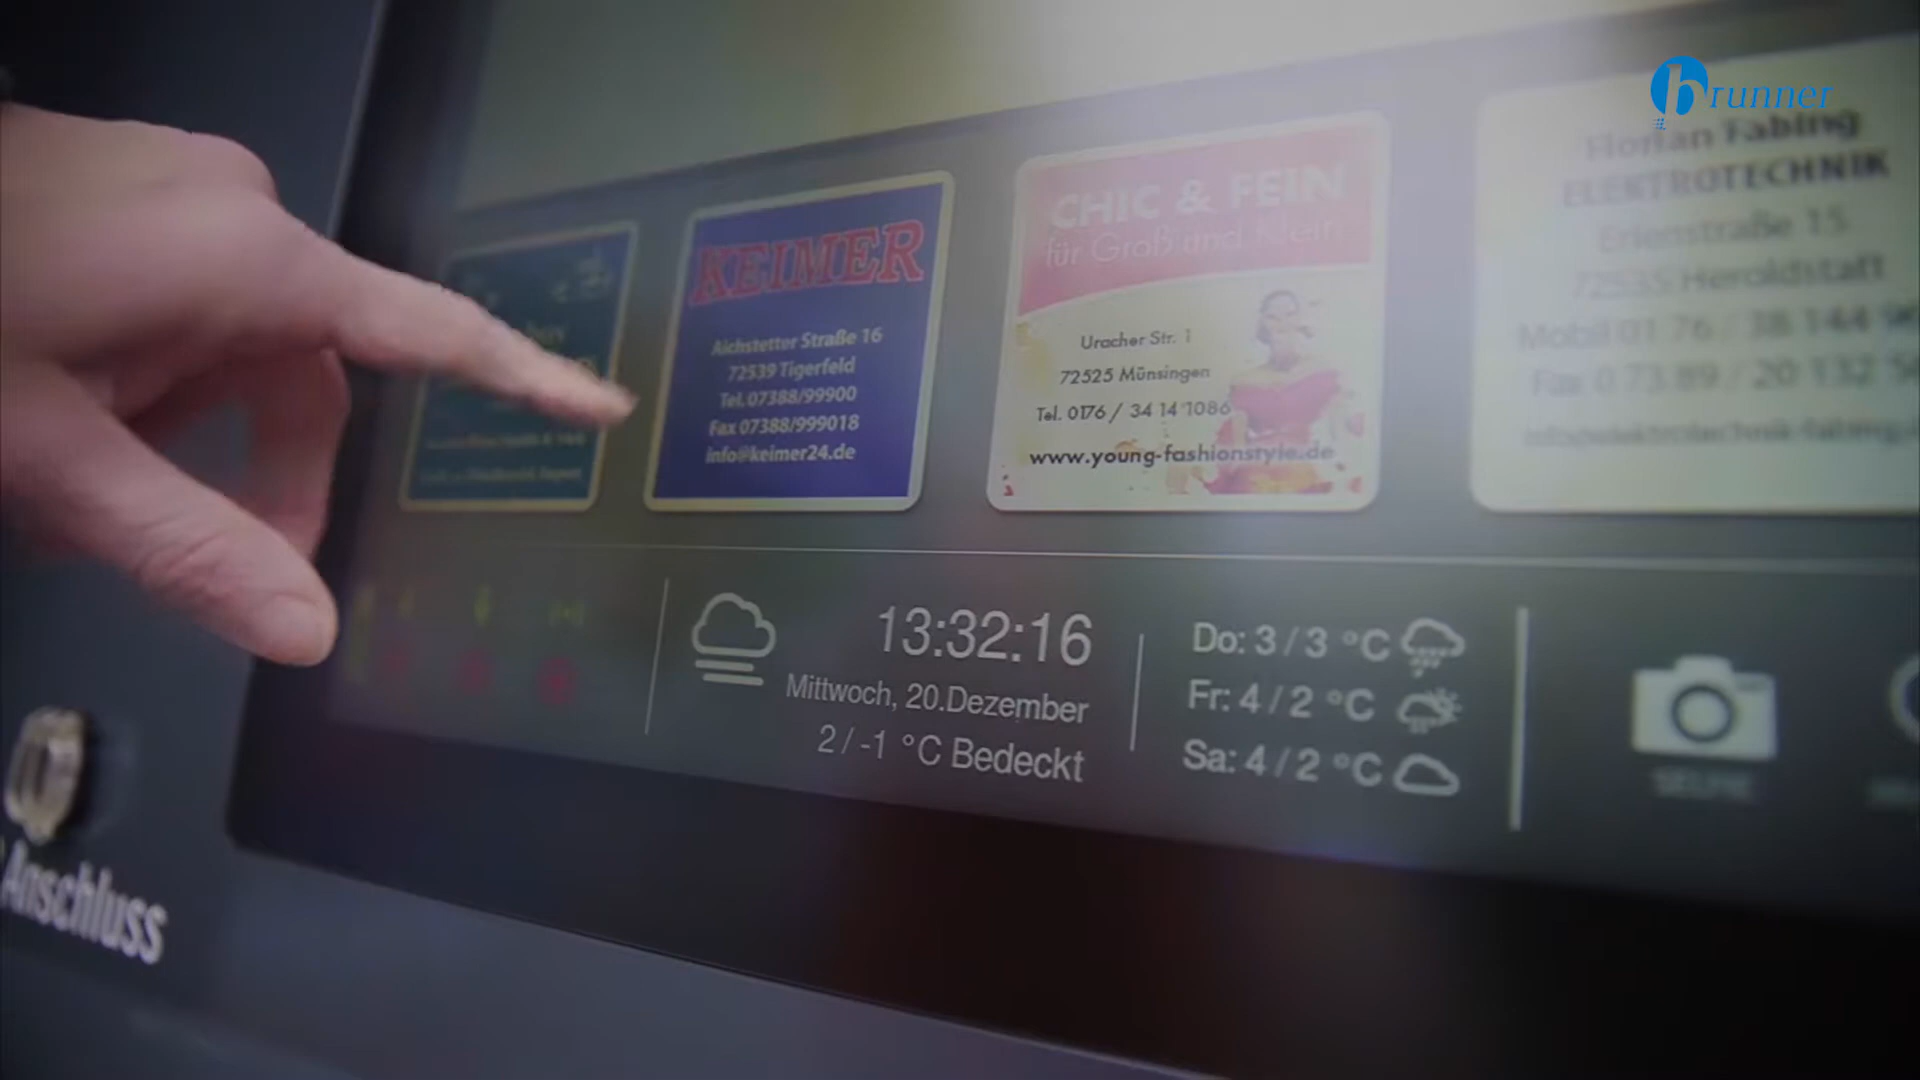 brunner
KEIMER
Aichstetter Straße 16
72539 Tigerfeld
Tel. 07388/99900
Fax 07388/999018
info@keimer24.de
CHIC & FEIN
für Groß und Klein
Uracher Str. 1
72525 Münsingen
Tel. 0176 / 34 14 1086
www.young-fashionstyle.de
Florian Fabing
ELEKTROTECHNIK
Erlenstraße 15
72535 Heroldstatt
Mobil 01 76 / 38 144
Fax 0 73 89 / 20 132
13:32:16
Mittwoch, 20.Dezember
2 / -1 °C Bedeckt
Do: 3 / 3 °C
Fr: 4 / 2 °C
Sa: 4 / 2 °C
SELFIE
Anschluss